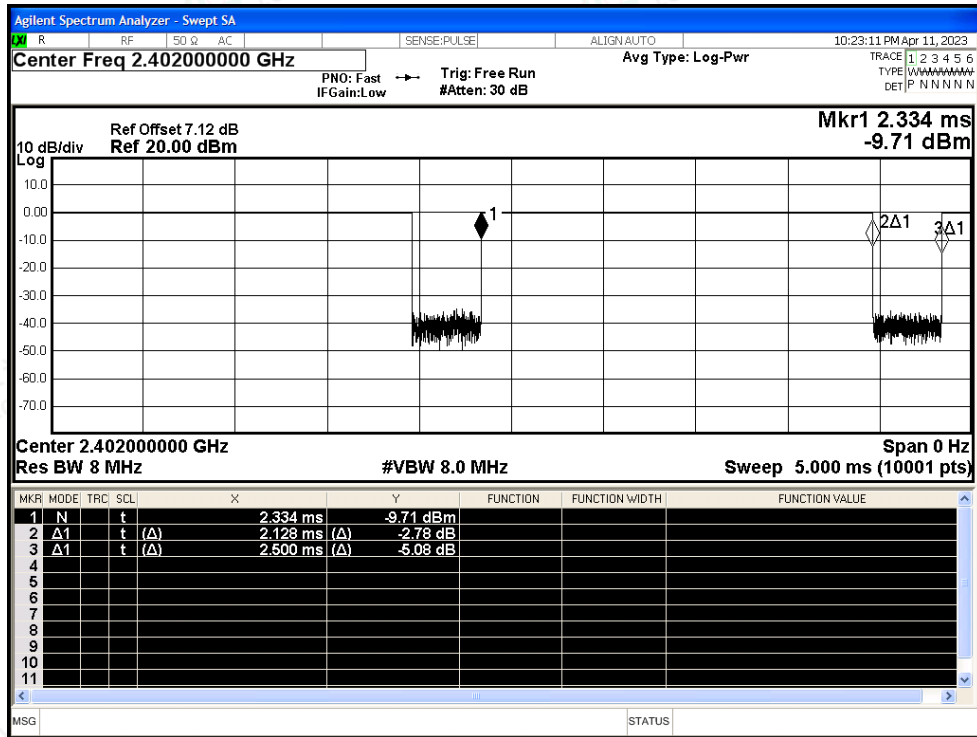 Agilent Spectrum Analyzer - Swept SA
LXI R RF 50 Ω AC SENSE:PULSE ALIGN AUTO 10:23:11 PM Apr 11, 2023
Center Freq 2.402000000 GHz
PNO: Fast
IFGain:Low
Trig: Free Run
#Atten: 30 dB
Avg Type: Log-Pwr
TRACE 1 2 3 4 5 6
TYPE W
DET P N N N N N
Ref Offset 7.12 dB
10 dB/div Ref 20.00 dBm
Log
Mkr1 2.334 ms
-9.71 dBm
10.0
0.00
-10.0
-20.0
-30.0
-40.0
-50.0
-60.0
-70.0
1
2Δ1
3Δ1
Center 2.402000000 GHz Span 0 Hz
Res BW 8 MHz #VBW 8.0 MHz Sweep 5.000 ms (10001 pts)
MKR MODE TRC SCL X Y FUNCTION FUNCTION WIDTH FUNCTION VALUE
1 N t 2.334 ms -9.71 dBm
2 Δ1 t (Δ) 2.128 ms (Δ) -2.78 dB
3 Δ1 t (Δ) 2.500 ms (Δ) -5.08 dB
4
5
6
7
8
9
10
11
MSG STATUS